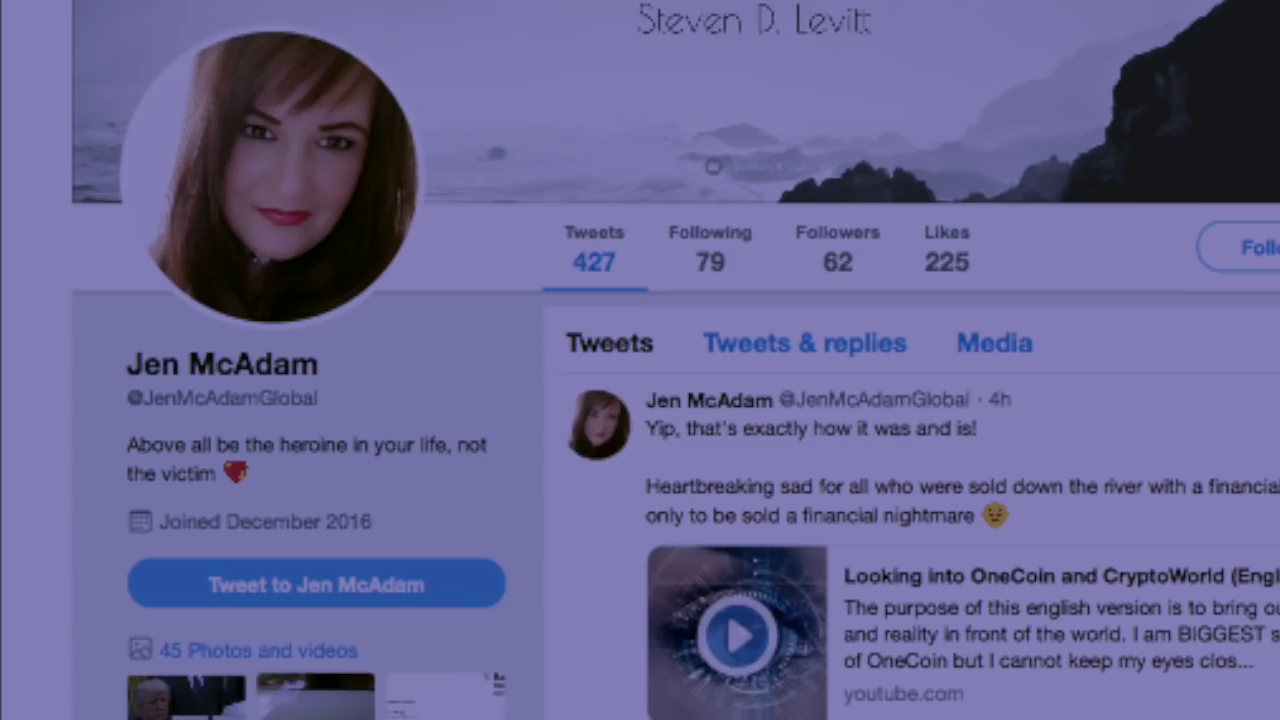 Steven D. Levitt
Tweets Following Followers Likes
427 79 62 225
Tweets Tweets & replies Media
Jen McAdam
@JenMcAdamGlobal
Above all be the heroine in your life, not
the victim
Joined December 2016
Tweet to Jen McAdam
45 Photos and videos
Jen McAdam @JenMcAdamGlobal · 4h
Yip, that's exactly how it was and is!
Heartbreaking sad for all who were sold down the river with a financial
only to be sold a financial nightmare
Looking into OneCoin and CryptoWorld (Engl
The purpose of this english version is to bring ou
and reality in front of the world. I am BIGGEST s
of OneCoin but I cannot keep my eyes clos...
youtube.com